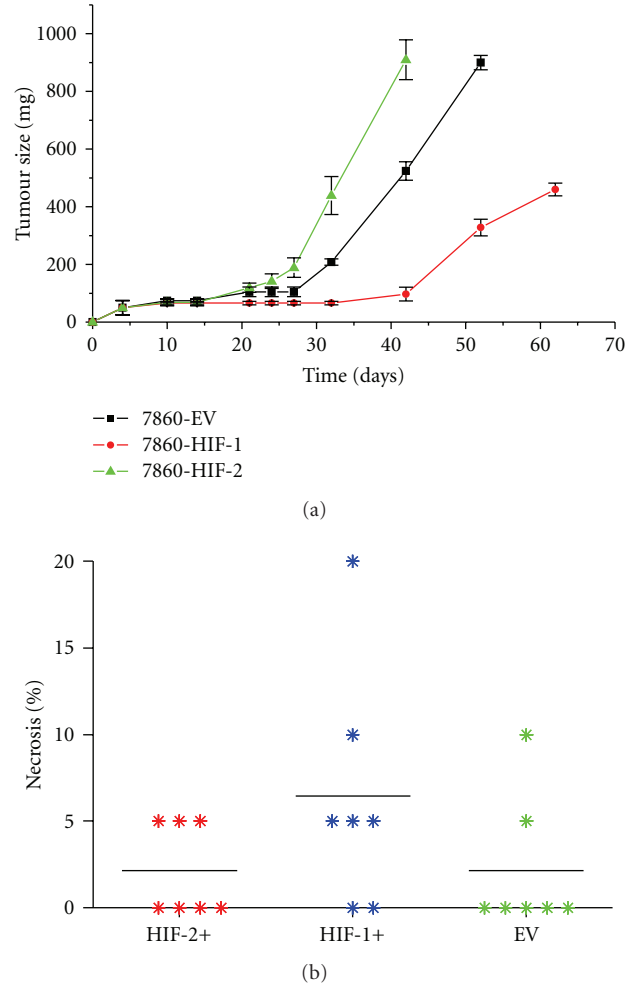 1000
800
600
400
200
0
Tumour size (mg)
0 10 20 30 40 50 60 70
Time (days)
7860-EV
7860-HIF-1
7860-HIF-2
(a)
20
15
10
5
0
Necrosis (%)
HIF-2+ HIF-1+ EV
(b)